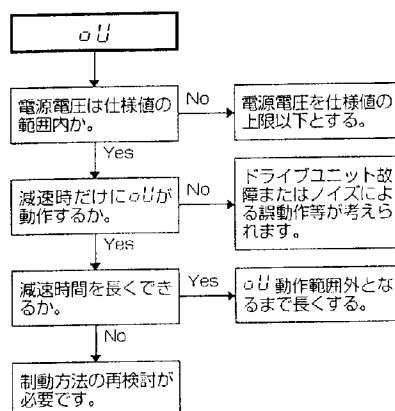 oU
電源電圧は仕様値の
範囲内か。
No
電源電圧を仕様値の
上限以下とする。
Yes
減速時だけにoUが
動作するか。
No
ドライブユニット故
障またはノイズによ
る誤動作等が考えら
れます。
Yes
減速時間を長くでき
るか。
Yes
oU動作範囲外とな
るまで長くする。
No
制動方法の再検討が
必要です。